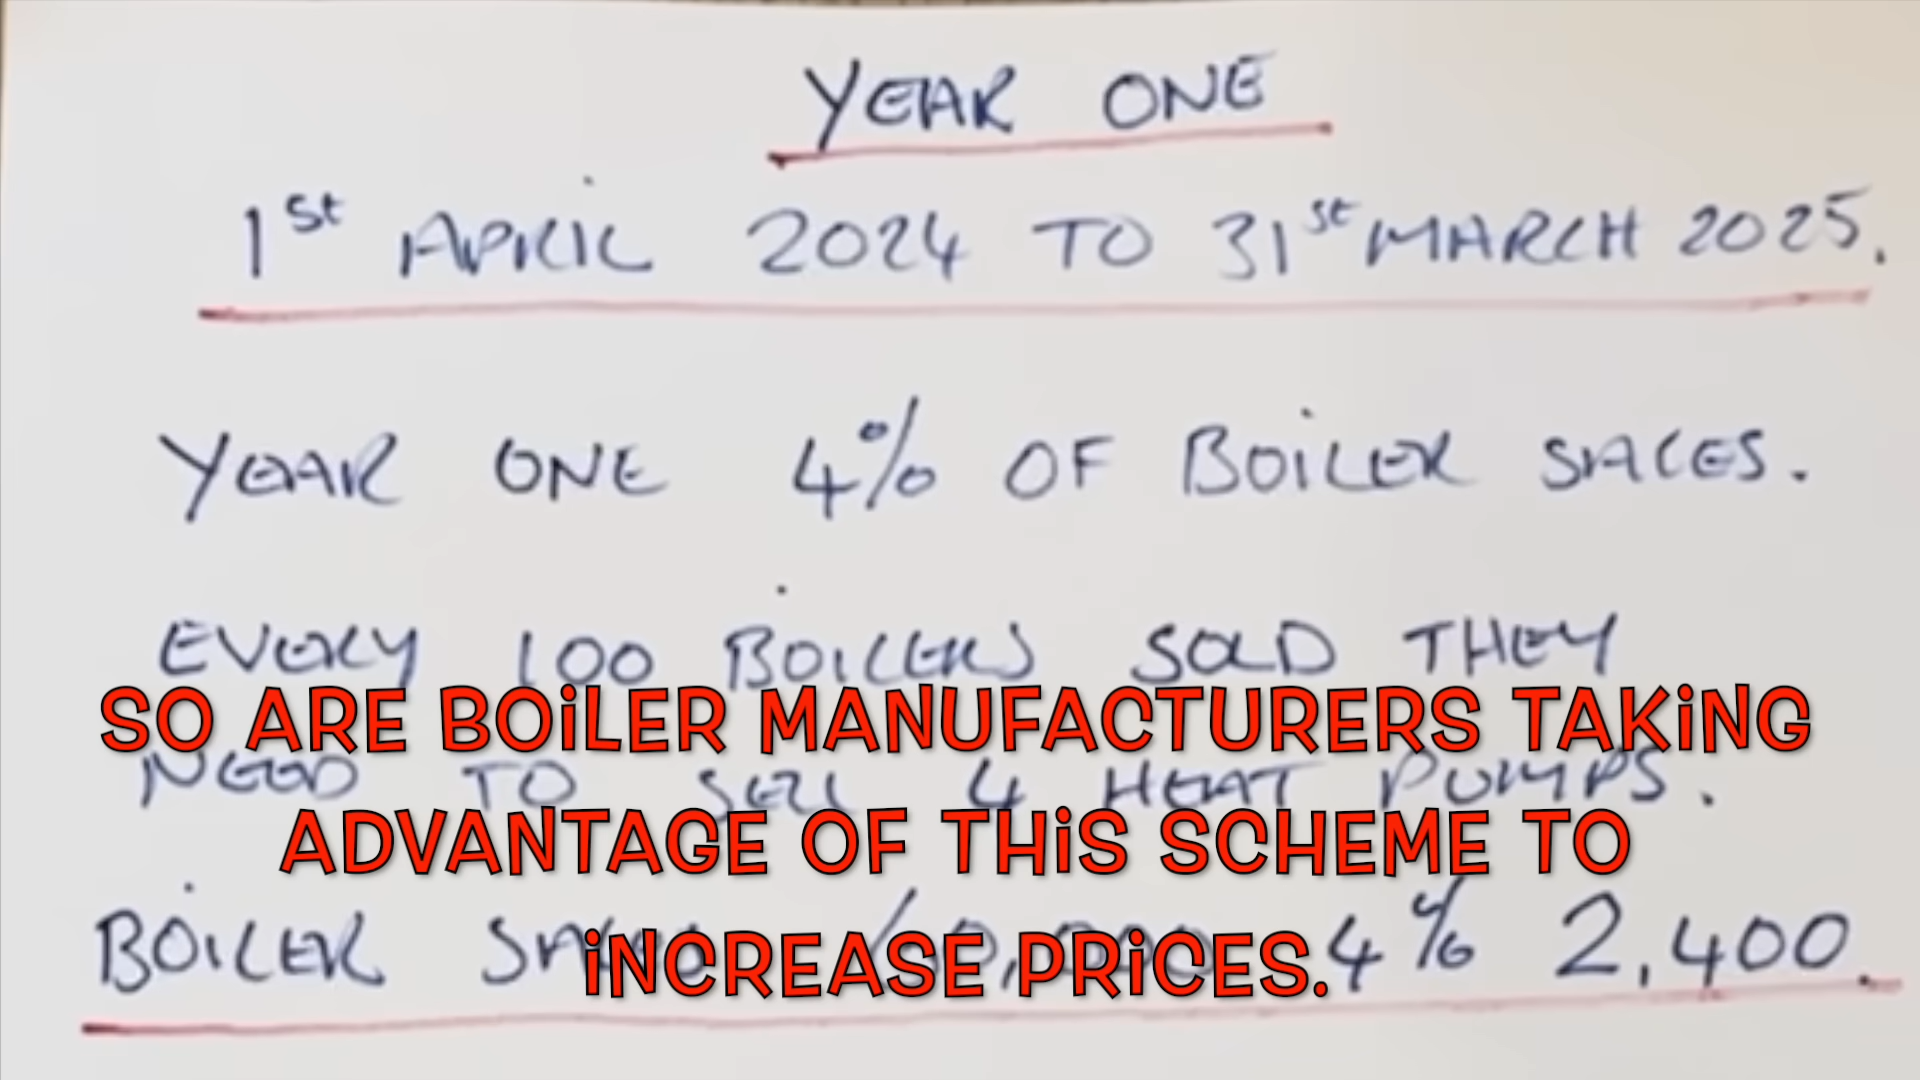 YEAR ONE
1st APRIL 2024 TO 31st MARCH 2025.
YEAR ONE 4% OF BOILER SALES.
EVERY 100 BOILERS SOLD THEY
SO ARE BOILER MANUFACTURERS TAKING
NEED TO SELL 4 HEAT PUMPS.
ADVANTAGE OF THIS SCHEME TO
BOILER SALES 60,000 4% 2,400.
INCREASE PRICES.